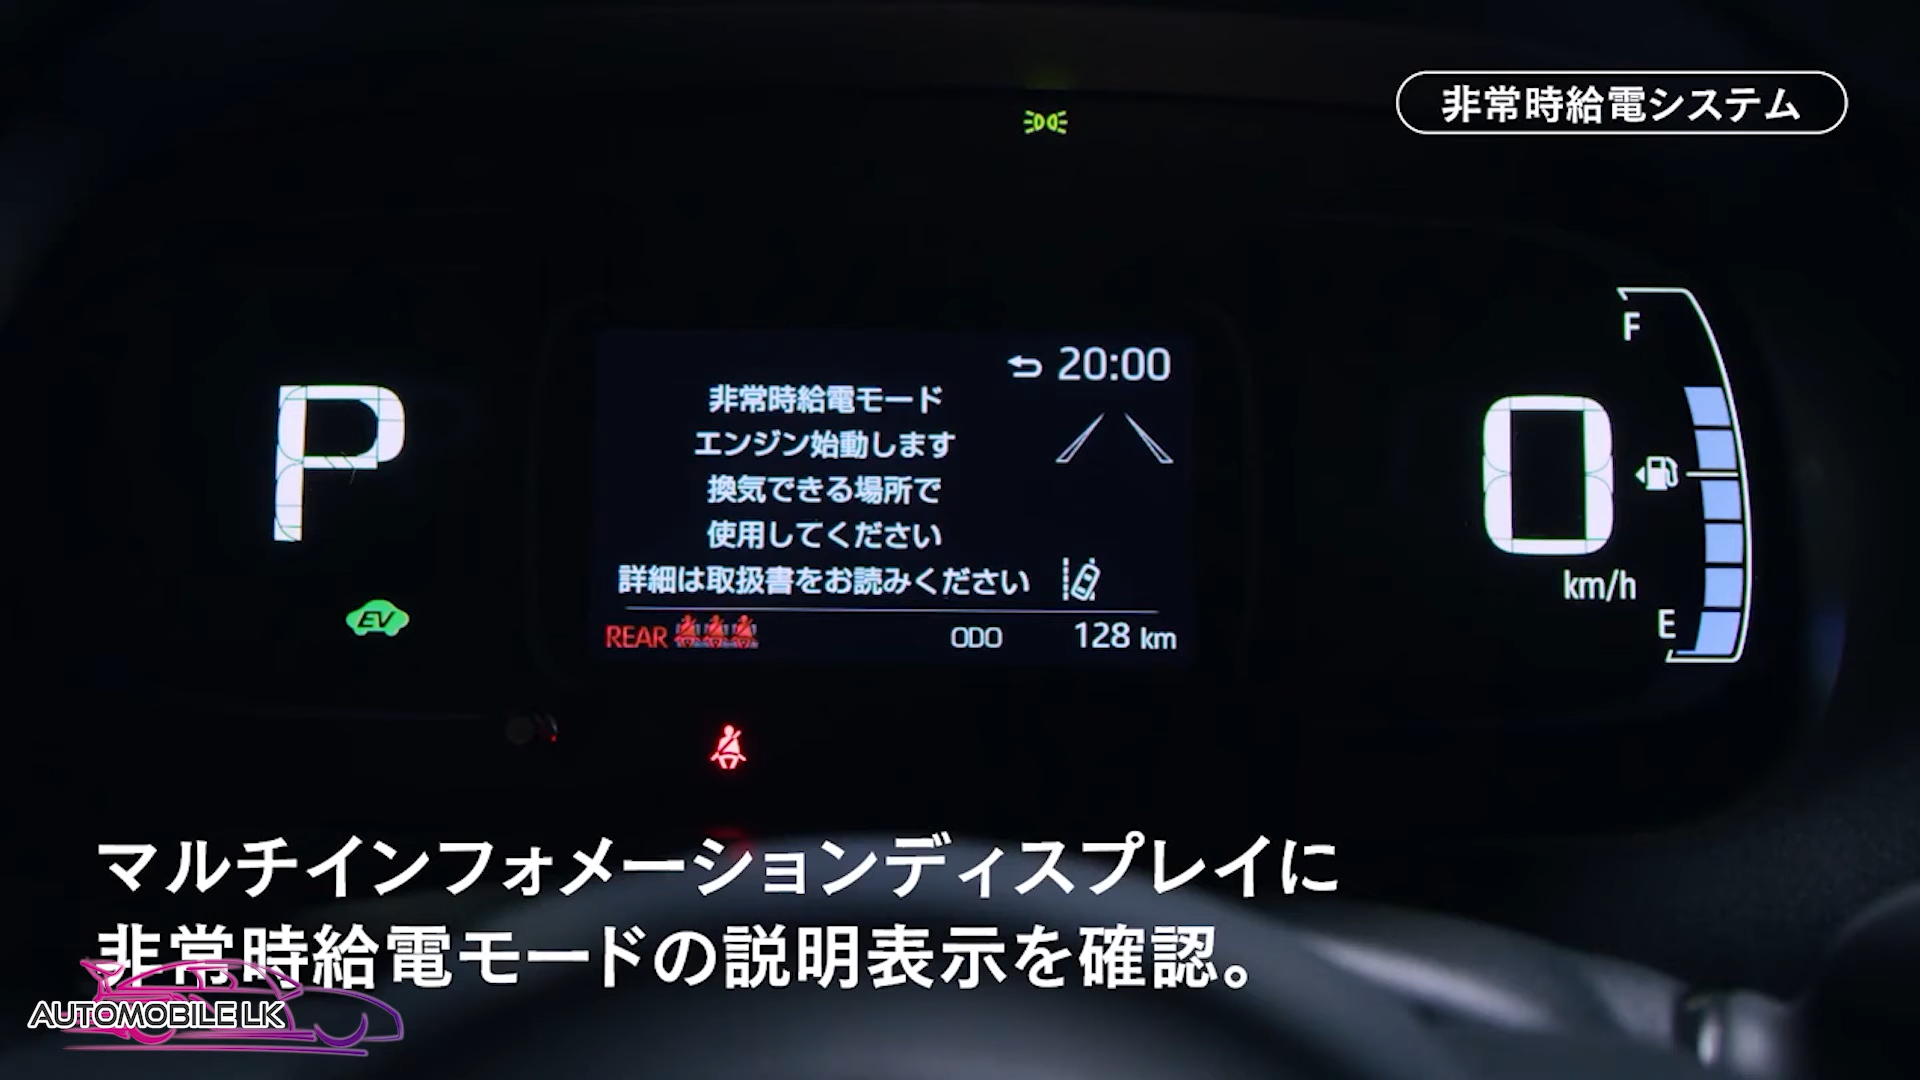 非常時給電システム
20:00
非常時給電モード
エンジン始動します
換気できる場所で
使用してください
詳細は取扱書をお読みください
REAR
ODO 128 km
P
EV
0
km/h
F
E
マルチインフォメーションディスプレイに
非常時給電モードの説明表示を確認。
AUTOMOBILE LK